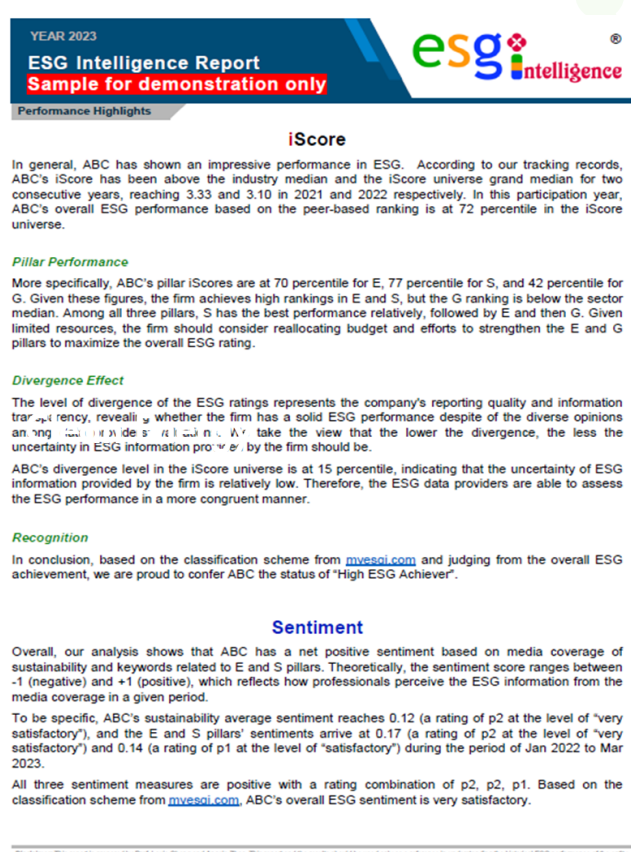 YEAR 2023
ESG Intelligence Report
Sample for demonstration only
esg intelligence ®
Performance Highlights
iScore
In general, ABC has shown an impressive performance in ESG. According to our tracking records,
ABC's iScore has been above the industry median and the iScore universe grand median for two
consecutive years, reaching 3.33 and 3.10 in 2021 and 2022 respectively. In this participation year,
ABC's overall ESG performance based on the peer-based ranking is at 72 percentile in the iScore
universe.
Pillar Performance
More specifically, ABC's pillar iScores are at 70 percentile for E, 77 percentile for S, and 42 percentile for
G. Given these figures, the firm achieves high rankings in E and S, but the G ranking is below the sector
median. Among all three pillars, S has the best performance relatively, followed by E and then G. Given
limited resources, the firm should consider reallocating budget and efforts to strengthen the E and G
pillars to maximize the overall ESG rating.
Divergence Effect
The level of divergence of the ESG ratings represents the company's reporting quality and information
transparency, revealing whether the firm has a solid ESG performance despite of the diverse opinions
among take the view that the lower the divergence, the less the
uncertainty in ESG information by the firm should be.
ABC's divergence level in the iScore universe is at 15 percentile, indicating that the uncertainty of ESG
information provided by the firm is relatively low. Therefore, the ESG data providers are able to assess
the ESG performance in a more congruent manner.
Recognition
In conclusion, based on the classification scheme from myesgi.com and judging from the overall ESG
achievement, we are proud to confer ABC the status of "High ESG Achiever".
Sentiment
Overall, our analysis shows that ABC has a net positive sentiment based on media coverage of
sustainability and keywords related to E and S pillars. Theoretically, the sentiment score ranges between
-1 (negative) and +1 (positive), which reflects how professionals perceive the ESG information from the
media coverage in a given period.
To be specific, ABC's sustainability average sentiment reaches 0.12 (a rating of p2 at the level of "very
satisfactory"), and the E and S pillars' sentiments arrive at 0.17 (a rating of p2 at the level of "very
satisfactory") and 0.14 (a rating of p1 at the level of "satisfactory") during the period of Jan 2022 to Mar
2023.
All three sentiment measures are positive with a rating combination of p2, p2, p1. Based on the
classification scheme from myesgi.com, ABC's overall ESG sentiment is very satisfactory.